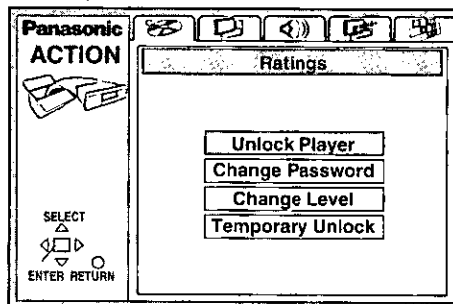 Panasonic
ACTION
Ratings
Unlock Player
Change Password
Change Level
Temporary Unlock
SELECT
ENTER RETURN